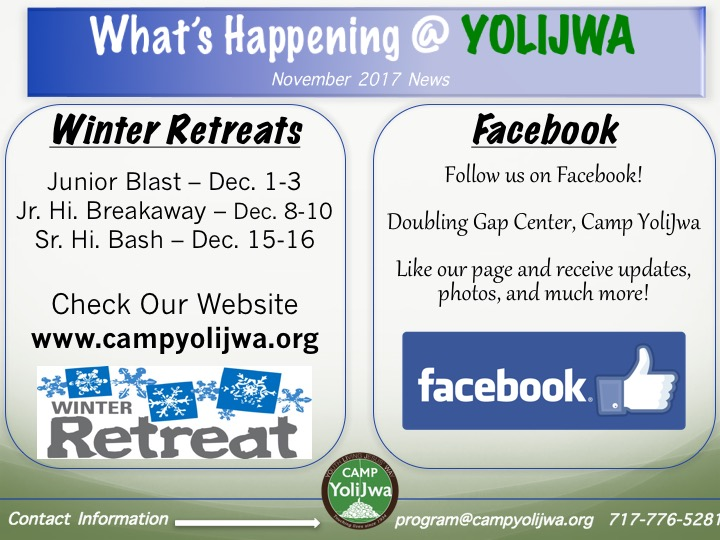 What's Happening @ YOLIJWA
November 2017 News
Winter Retreats
Junior Blast – Dec. 1-3
Jr. Hi. Breakaway – Dec. 8-10
Sr. Hi. Bash – Dec. 15-16
Check Our Website
www.campyolijwa.org
WINTER
Retreat
Facebook
Follow us on Facebook!
Doubling Gap Center, Camp YoliJwa
Like our page and receive updates,
photos, and much more!
facebook®
CAMP
YoliJwa
Contact Information
program@campyolijwa.org 717-776-5281